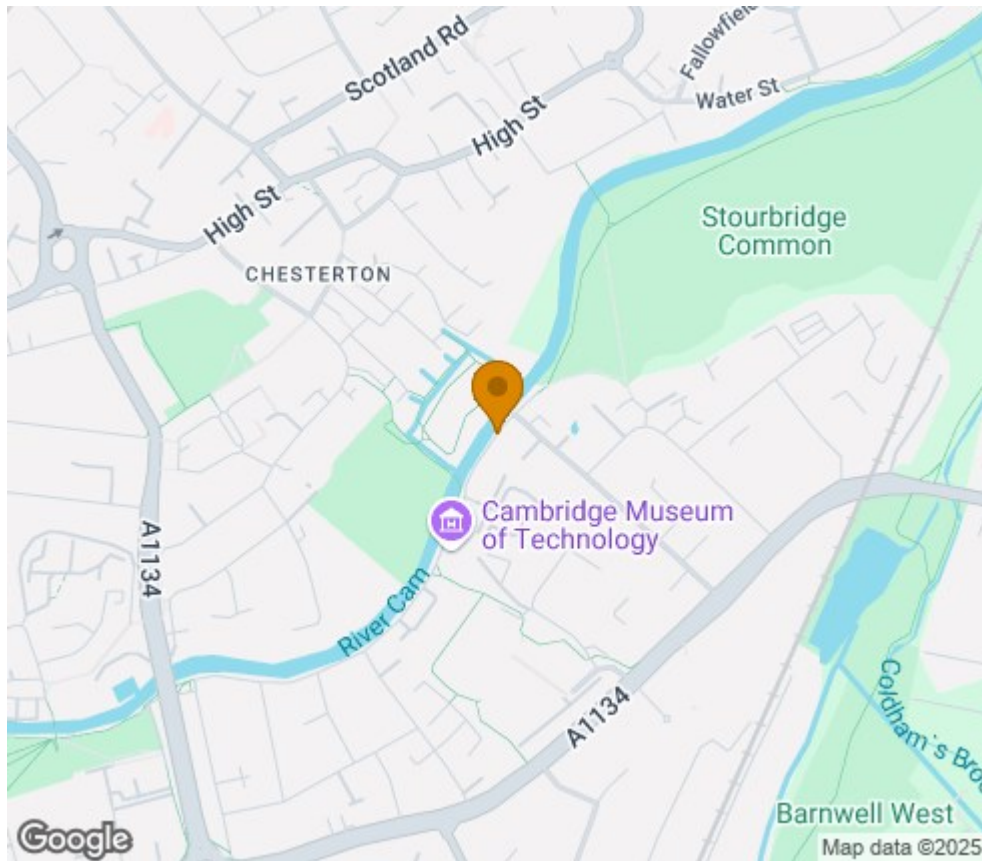 Scotland Rd
Fallowfield
Water St
High St
High St
Stourbridge
Common
CHESTERTON
Cambridge Museum
of Technology
A1134
River Cam
A1134
Coldham's Bro
Barnwell West
Google
Map data ©2025